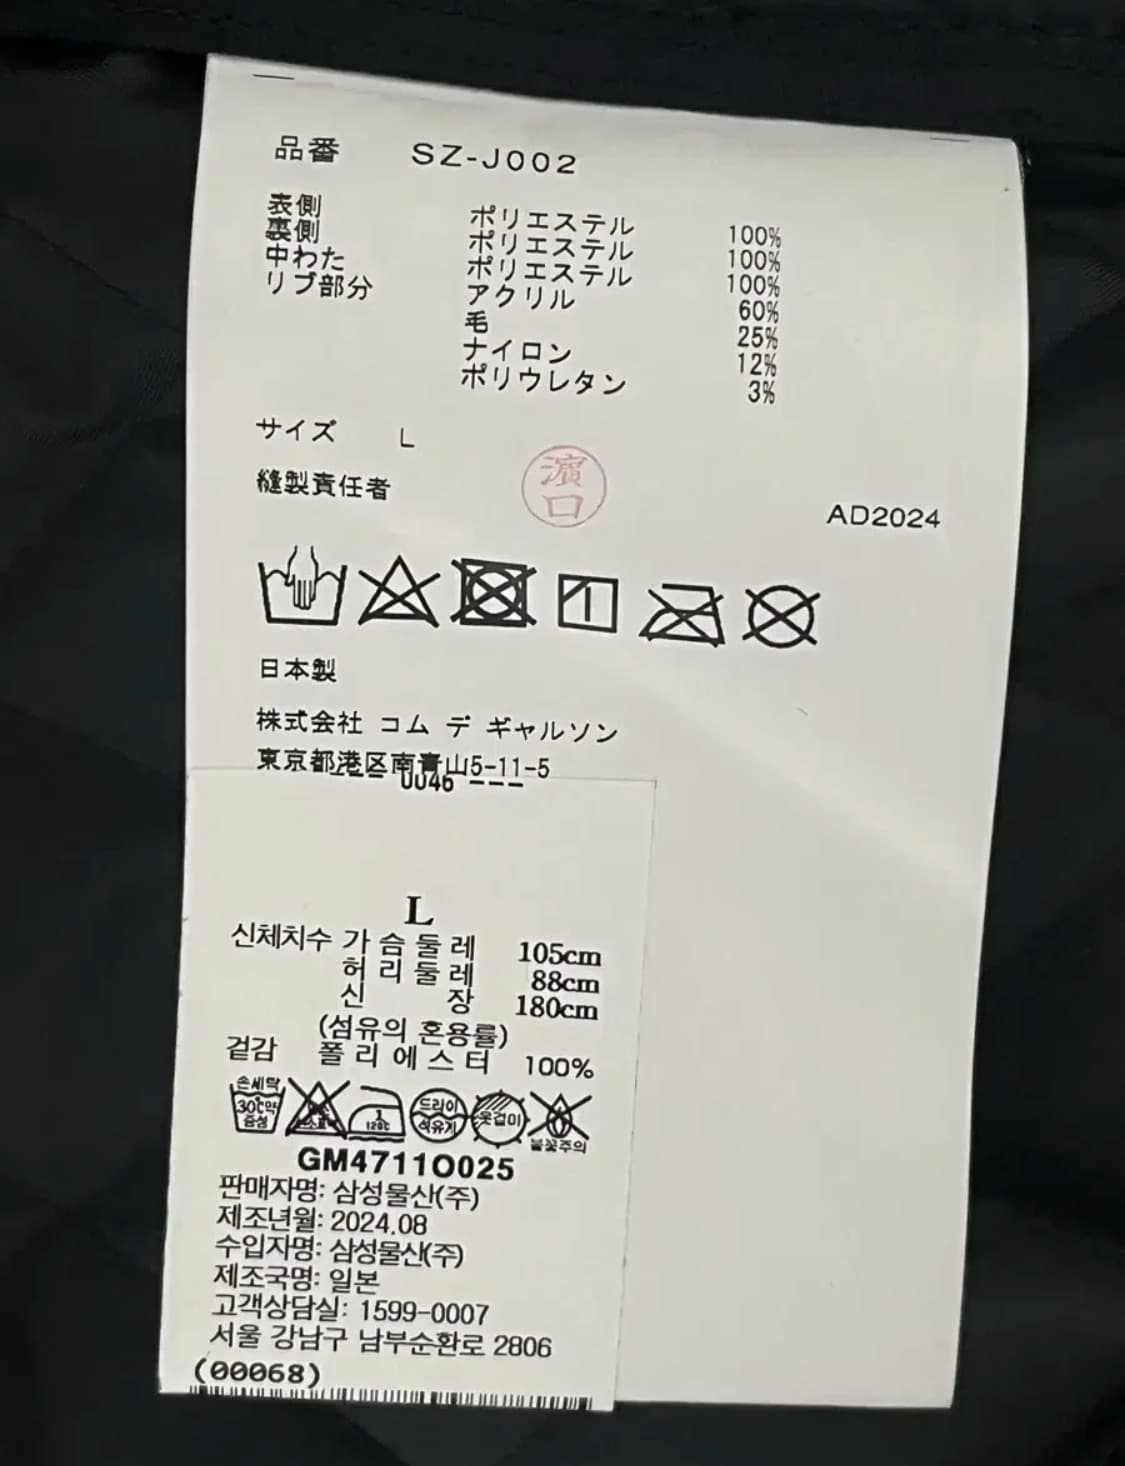 品番 SZ-J002
表側 ポリエステル 100%
裏側 ポリエステル 100%
中わた ポリエステル 100%
リブ部分 アクリル 60%
毛 25%
ナイロン 12%
ポリウレタン 3%
サイズ L
濱口
縫製責任者
AD2024
日本製
株式会社 コム デ ギャルソン
東京都港区南青山5-11-5
--- 0046 ---
L
신체치수 가슴둘레 105cm
허리둘레 88cm
신 장 180cm
(섬유의 혼용률)
겉감 폴리에스터 100%
손세탁
30℃약
중성
120℃
드라이
석유계
옷걸이
불꽃주의
GM4711O025
판매자명: 삼성물산(주)
제조년월: 2024.08
수입자명: 삼성물산(주)
제조국명: 일본
고객상담실: 1599-0007
서울 강남구 남부순환로 2806
(00068)